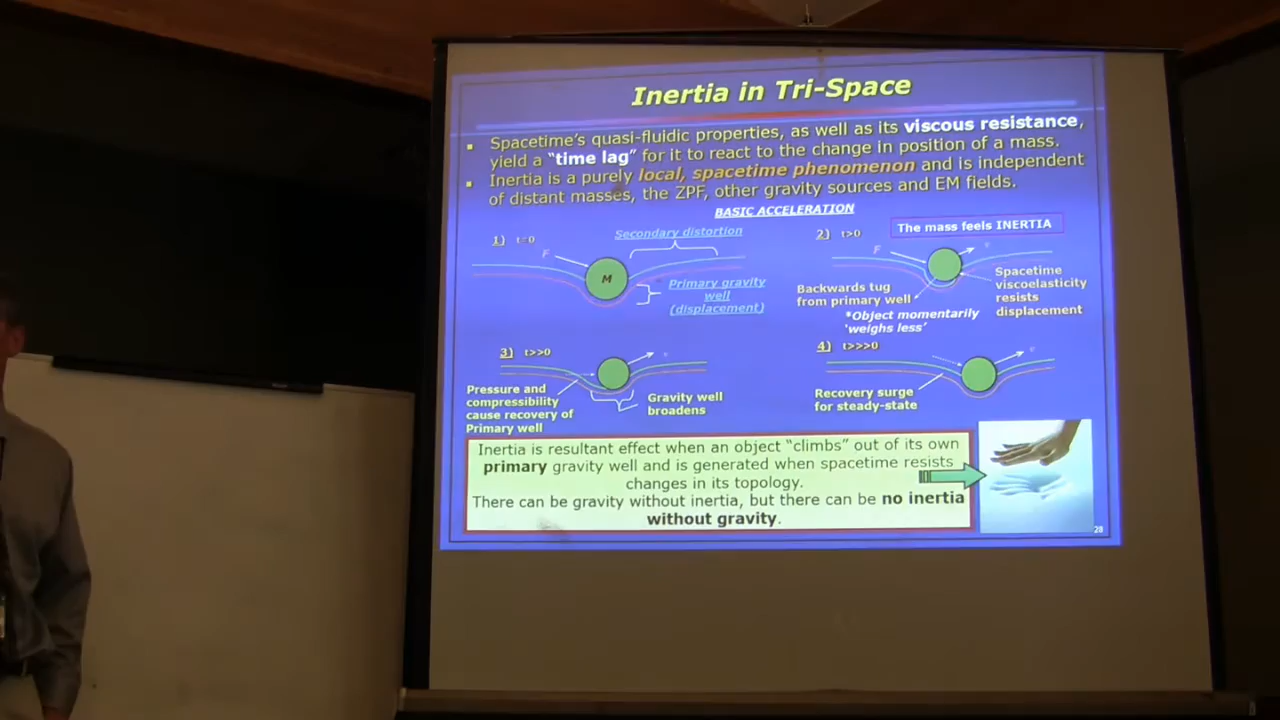 Inertia in Tri-Space
▪ Spacetime's quasi-fluidic properties, as well as its viscous resistance,
yield a "time lag" for it to react to the change in position of a mass.
▪ Inertia is a purely local, spacetime phenomenon and is independent
of distant masses, the ZPF, other gravity sources and EM fields.
BASIC ACCELERATION
1) t=0
Secondary distortion
F
M
Primary gravity
well
(displacement)
2) t>0
The mass feels INERTIA
F
v
Backwards tug
from primary well
*Object momentarily
'weighs less'
Spacetime
viscoelasticity
resists
displacement
3) t>>0
v
Pressure and
compressibility
cause recovery of
Primary well
Gravity well
broadens
4) t>>>0
v
Recovery surge
for steady-state
Inertia is resultant effect when an object "climbs" out of its own
primary gravity well and is generated when spacetime resists
changes in its topology.
There can be gravity without inertia, but there can be no inertia
without gravity.
28